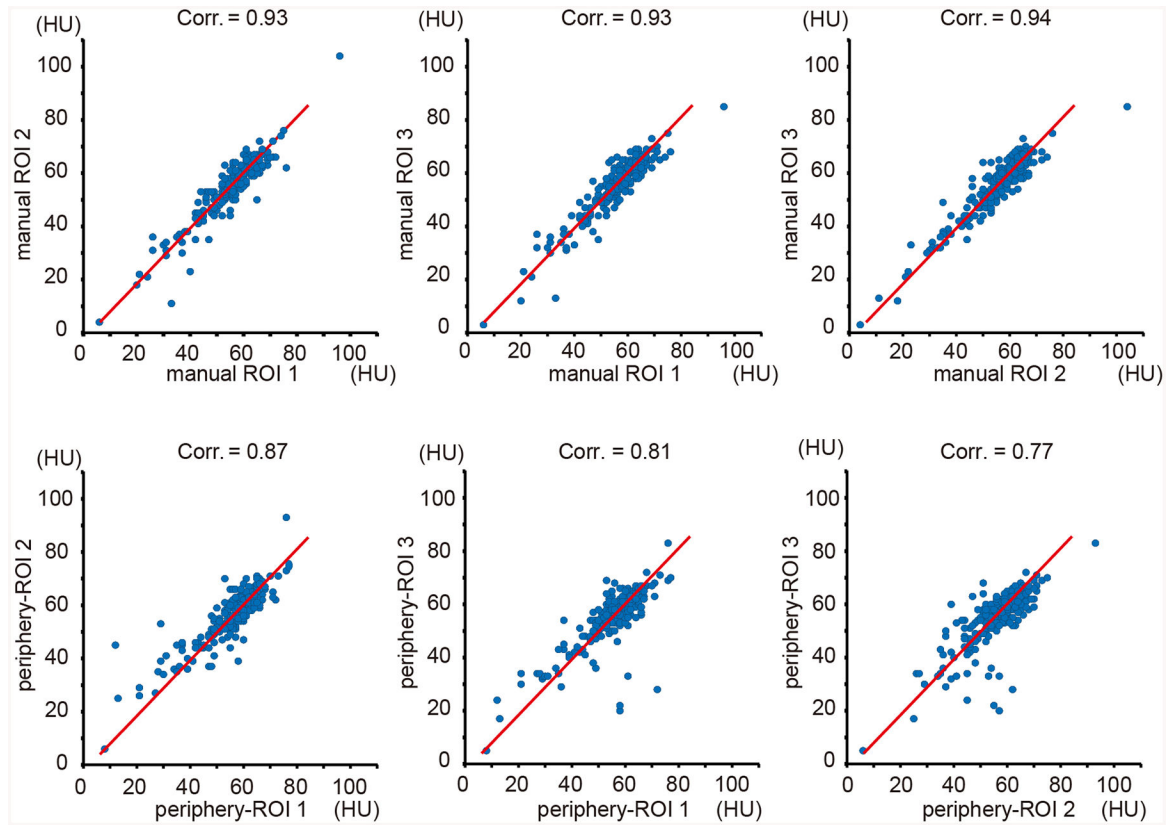 (HU) Corr. = 0.93
100
80
60
40
20
0
manual ROI 2
20 40 60 80 100
manual ROI 1 (HU)
(HU) Corr. = 0.93
100
80
60
40
20
0
manual ROI 3
0 20 40 60 80 100
manual ROI 1 (HU)
(HU) Corr. = 0.94
100
80
60
40
20
0
manual ROI 3
0 20 40 60 80 100
manual ROI 2 (HU)
(HU) Corr. = 0.87
100
80
60
40
20
0
periphery-ROI 2
0 20 40 60 80 100
periphery-ROI 1 (HU)
(HU) Corr. = 0.81
100
80
60
40
20
0
periphery-ROI 3
0 20 40 60 80 100
periphery-ROI 1 (HU)
(HU) Corr. = 0.77
100
80
60
40
20
0
periphery-ROI 3
0 20 40 60 80 100
periphery-ROI 2 (HU)